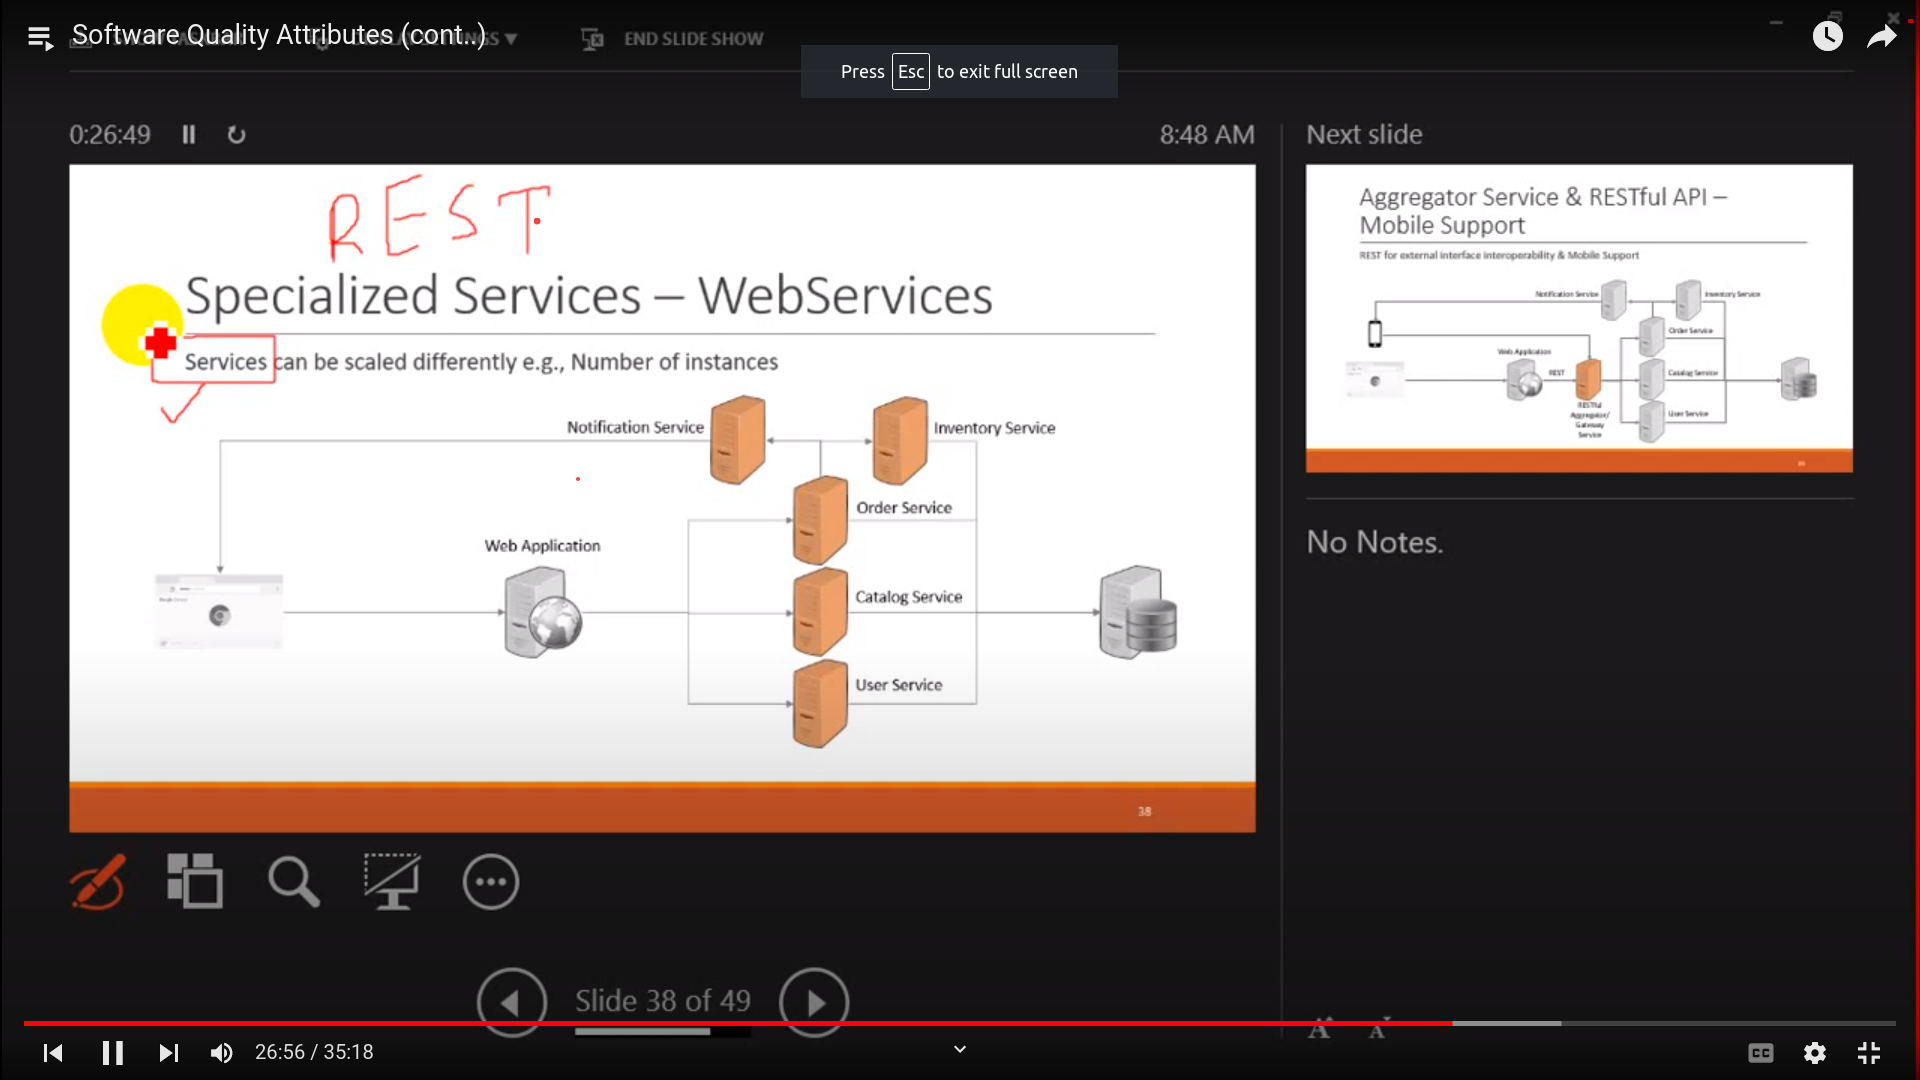 Software Quality Attributes (cont..)
END SLIDE SHOW
Press Esc to exit full screen
0:26:49
8:48 AM
Next slide
REST
Specialized Services – WebServices
Services can be scaled differently e.g., Number of instances
Notification Service
Inventory Service
Order Service
Web Application
Catalog Service
User Service
38
Aggregator Service & RESTful API –
Mobile Support
REST for external interface interoperability & Mobile Support
Notification Service
Inventory Service
Order Service
Web Application
REST
Catalog Service
RESTful
Aggregator/
Gateway
Service
User Service
No Notes.
Slide 38 of 49
A A
26:56 / 35:18
CC